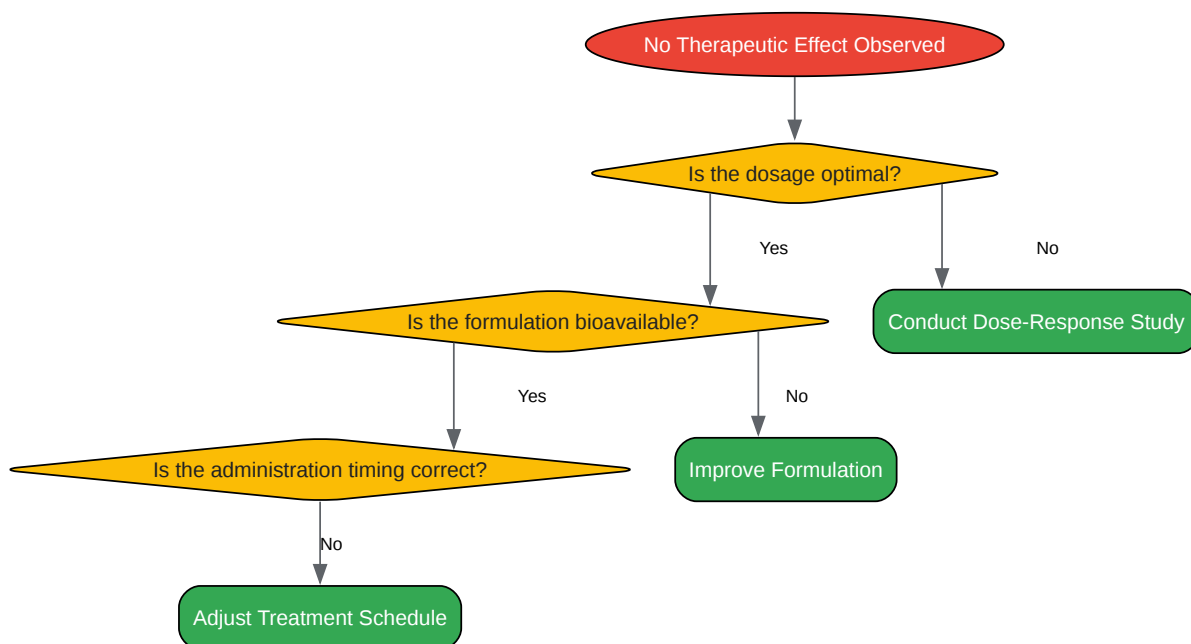 No Therapeutic Effect Observed
Is the dosage optimal?
Yes
No
Is the formulation bioavailable?
Conduct Dose-Response Study
Yes
No
Is the administration timing correct?
Improve Formulation
No
Adjust Treatment Schedule